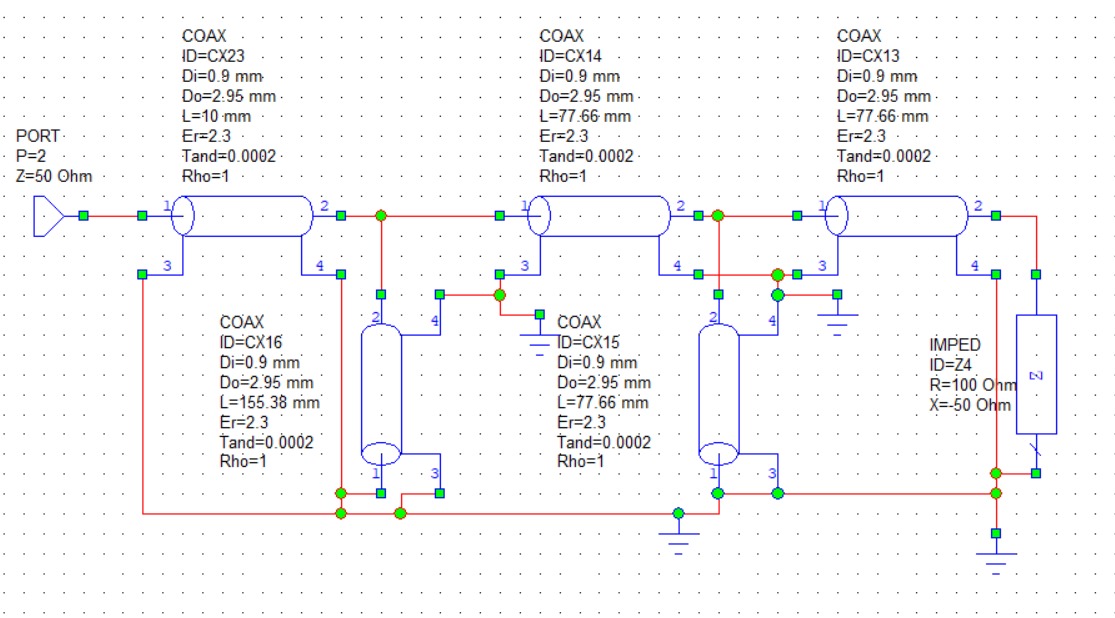 COAX
ID=CX23
Di=0.9 mm
Do=2.95 mm
L=10 mm
Er=2.3
Tand=0.0002
Rho=1
COAX
ID=CX14
Di=0.9 mm
Do=2.95 mm
L=77.66 mm
Er=2.3
Tand=0.0002
Rho=1
COAX
ID=CX13
Di=0.9 mm
Do=2.95 mm
L=77.66 mm
Er=2.3
Tand=0.0002
Rho=1
PORT
P=2
Z=50 Ohm
1
2
3
4
1
2
3
4
1
2
3
4
COAX
ID=CX16
Di=0.9 mm
Do=2.95 mm
L=155.38 mm
Er=2.3
Tand=0.0002
Rho=1
2
4
1
3
COAX
ID=CX15
Di=0.9 mm
Do=2.95 mm
L=77.66 mm
Er=2.3
Tand=0.0002
Rho=1
2
4
1
3
IMPED
ID=Z4
R=100 Ohm
X=-50 Ohm
Z